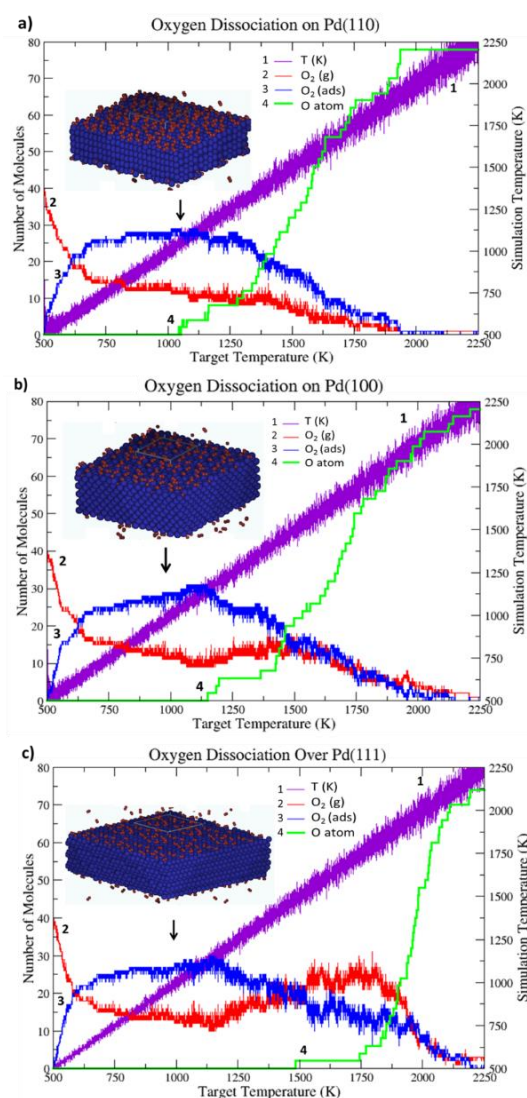 a)
Oxygen Dissociation on Pd(110)
80
70
60
50
40
30
20
10
0
Number of Molecules
1 T (K)
2 O₂ (g)
3 O₂ (ads)
4 O atom
1
2
3
4
2250
2000
1750
1500
1250
1000
750
500
Simulation Temperature (K)
500 750 1000 1250 1500 1750 2000 2250
Target Temperature (K)
b)
Oxygen Dissociation on Pd(100)
80
70
60
50
40
30
20
10
0
Number of Molecules
1 T (K)
2 O₂ (g)
3 O₂ (ads)
4 O atom
1
2
3
4
2250
2000
1750
1500
1250
1000
750
500
Simulation Temperature (K)
500 750 1000 1250 1500 1750 2000 2250
Target Temperature (K)
c)
Oxygen Dissociation Over Pd(111)
80
70
60
50
40
30
20
10
0
Number of Molecules
1 T (K)
2 O₂ (g)
3 O₂ (ads)
4 O atom
1
2
3
4
2250
2000
1750
1500
1250
1000
750
500
Simulation Temperature (K)
500 750 1000 1250 1500 1750 2000 2250
Target Temperature (K)